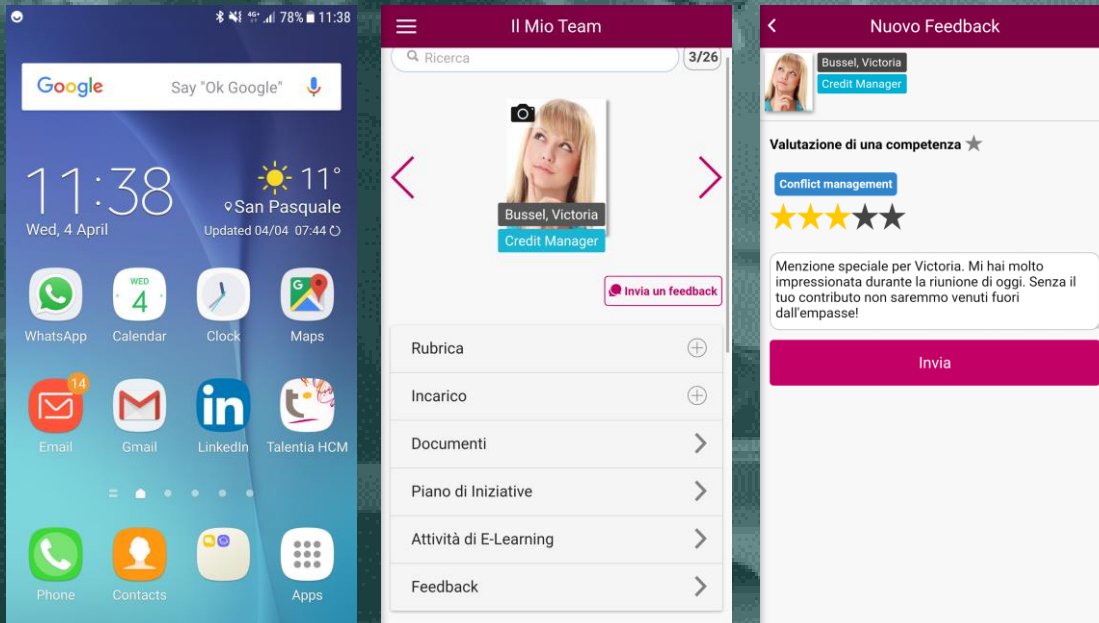 4G+ 78% 11:38
Google Say "Ok Google"
11:38
Wed, 4 April
11°
San Pasquale
Updated 04/04 07:44
WED
4
WhatsApp Calendar Clock Maps
14
in
t
Email Gmail LinkedIn Talentia HCM
Phone Contacts Apps
Il Mio Team
Ricerca 3/26
Bussel, Victoria
Credit Manager
Invia un feedback
Rubrica
Incarico
Documenti
Piano di Iniziative
Attività di E-Learning
Feedback
Nuovo Feedback
Bussel, Victoria
Credit Manager
Valutazione di una competenza
Conflict management
Menzione speciale per Victoria. Mi hai molto
impressionata durante la riunione di oggi. Senza il
tuo contributo non saremmo venuti fuori
dall'empasse!
Invia